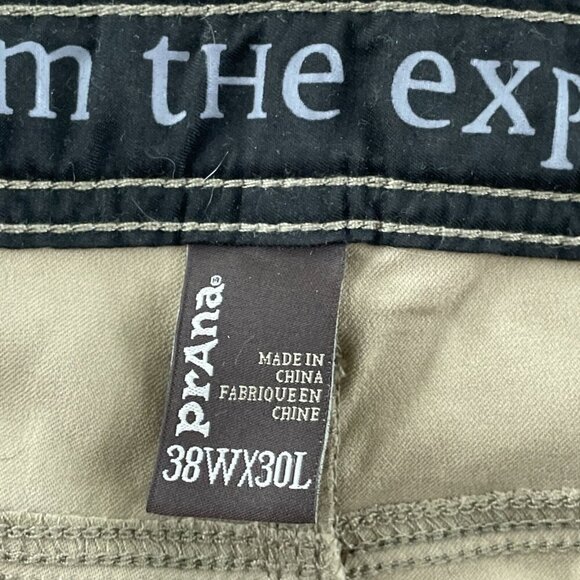 m tHe exp
prAna®
MADE IN
CHINA
FABRIQUE EN
CHINE
38WX30L